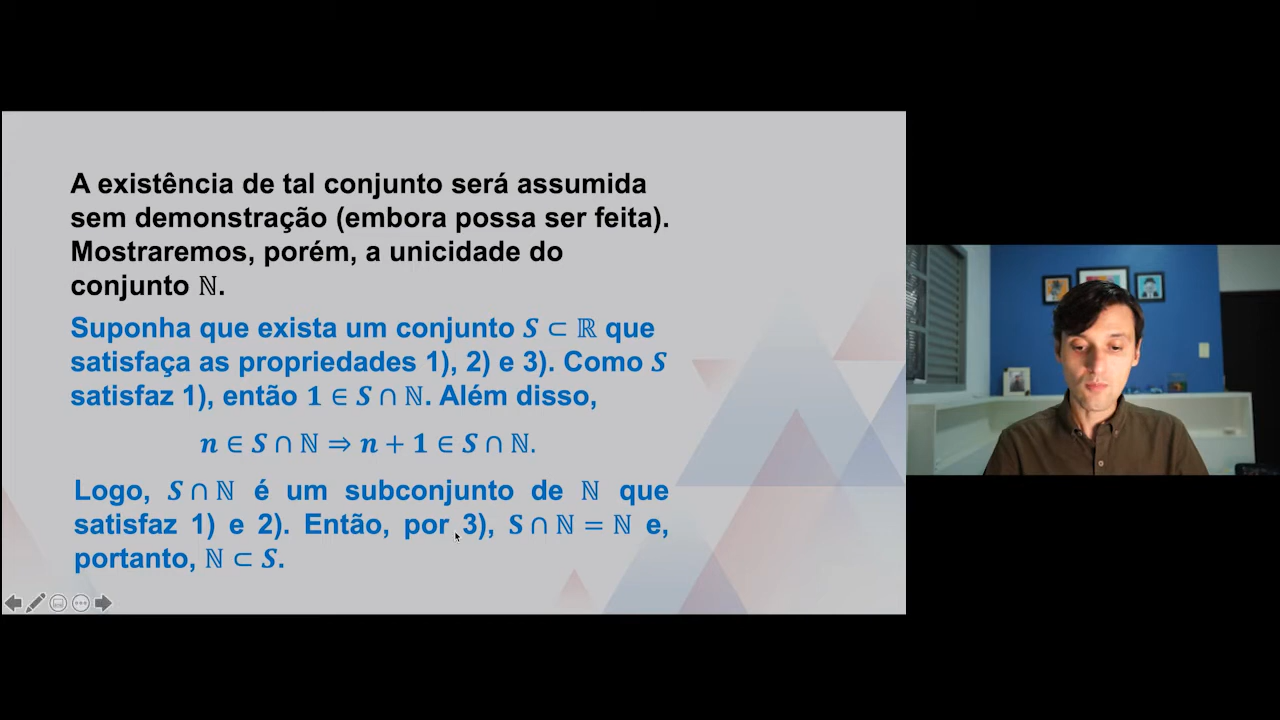 A existência de tal conjunto será assumida
sem demonstração (embora possa ser feita).
Mostraremos, porém, a unicidade do
conjunto ℕ.
Suponha que exista um conjunto S ⊂ ℝ que
satisfaça as propriedades 1), 2) e 3). Como S
satisfaz 1), então 1 ∈ S ∩ ℕ. Além disso,
n ∈ S ∩ ℕ ⇒ n + 1 ∈ S ∩ ℕ.
Logo, S ∩ ℕ é um subconjunto de ℕ que
satisfaz 1) e 2). Então, por 3), S ∩ ℕ = ℕ e,
portanto, ℕ ⊂ S.